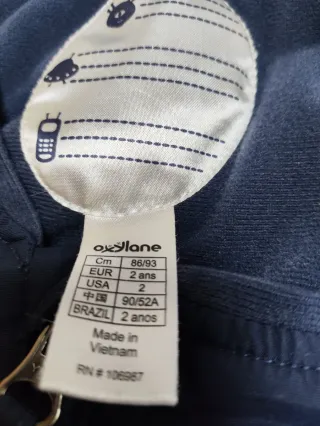 oxylane
Cm 86/93
EUR 2 ans
USA 2
中国 90/52A
BRAZIL 2 anos
Made in
Vietnam
RN # 106987